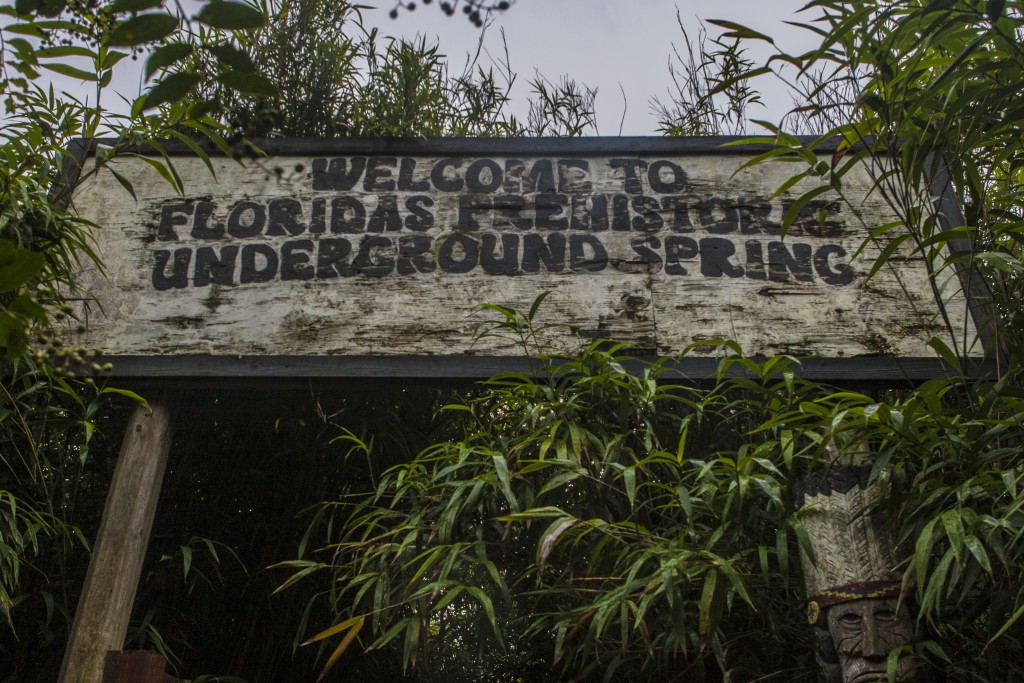 WELCOME TO
FLORIDAS PREHISTORIC
UNDERGROUND SPRING